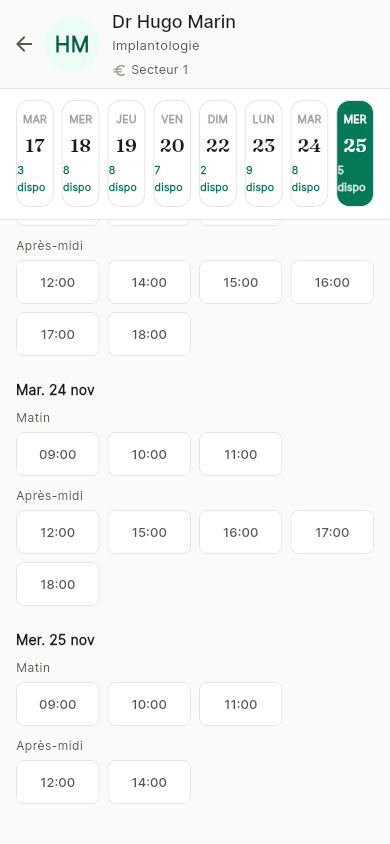 HM
Dr Hugo Marin
Implantologie
Secteur 1
MAR MER JEU VEN DIM LUN MAR MER
17 18 19 20 22 23 24 25
3 dispo 8 dispo 8 dispo 7 dispo 2 dispo 9 dispo 8 dispo 5 dispo
Après-midi
12:00 14:00 15:00 16:00
17:00 18:00
Mar. 24 nov
Matin
09:00 10:00 11:00
Après-midi
12:00 15:00 16:00 17:00
18:00
Mer. 25 nov
Matin
09:00 10:00 11:00
Après-midi
12:00 14:00